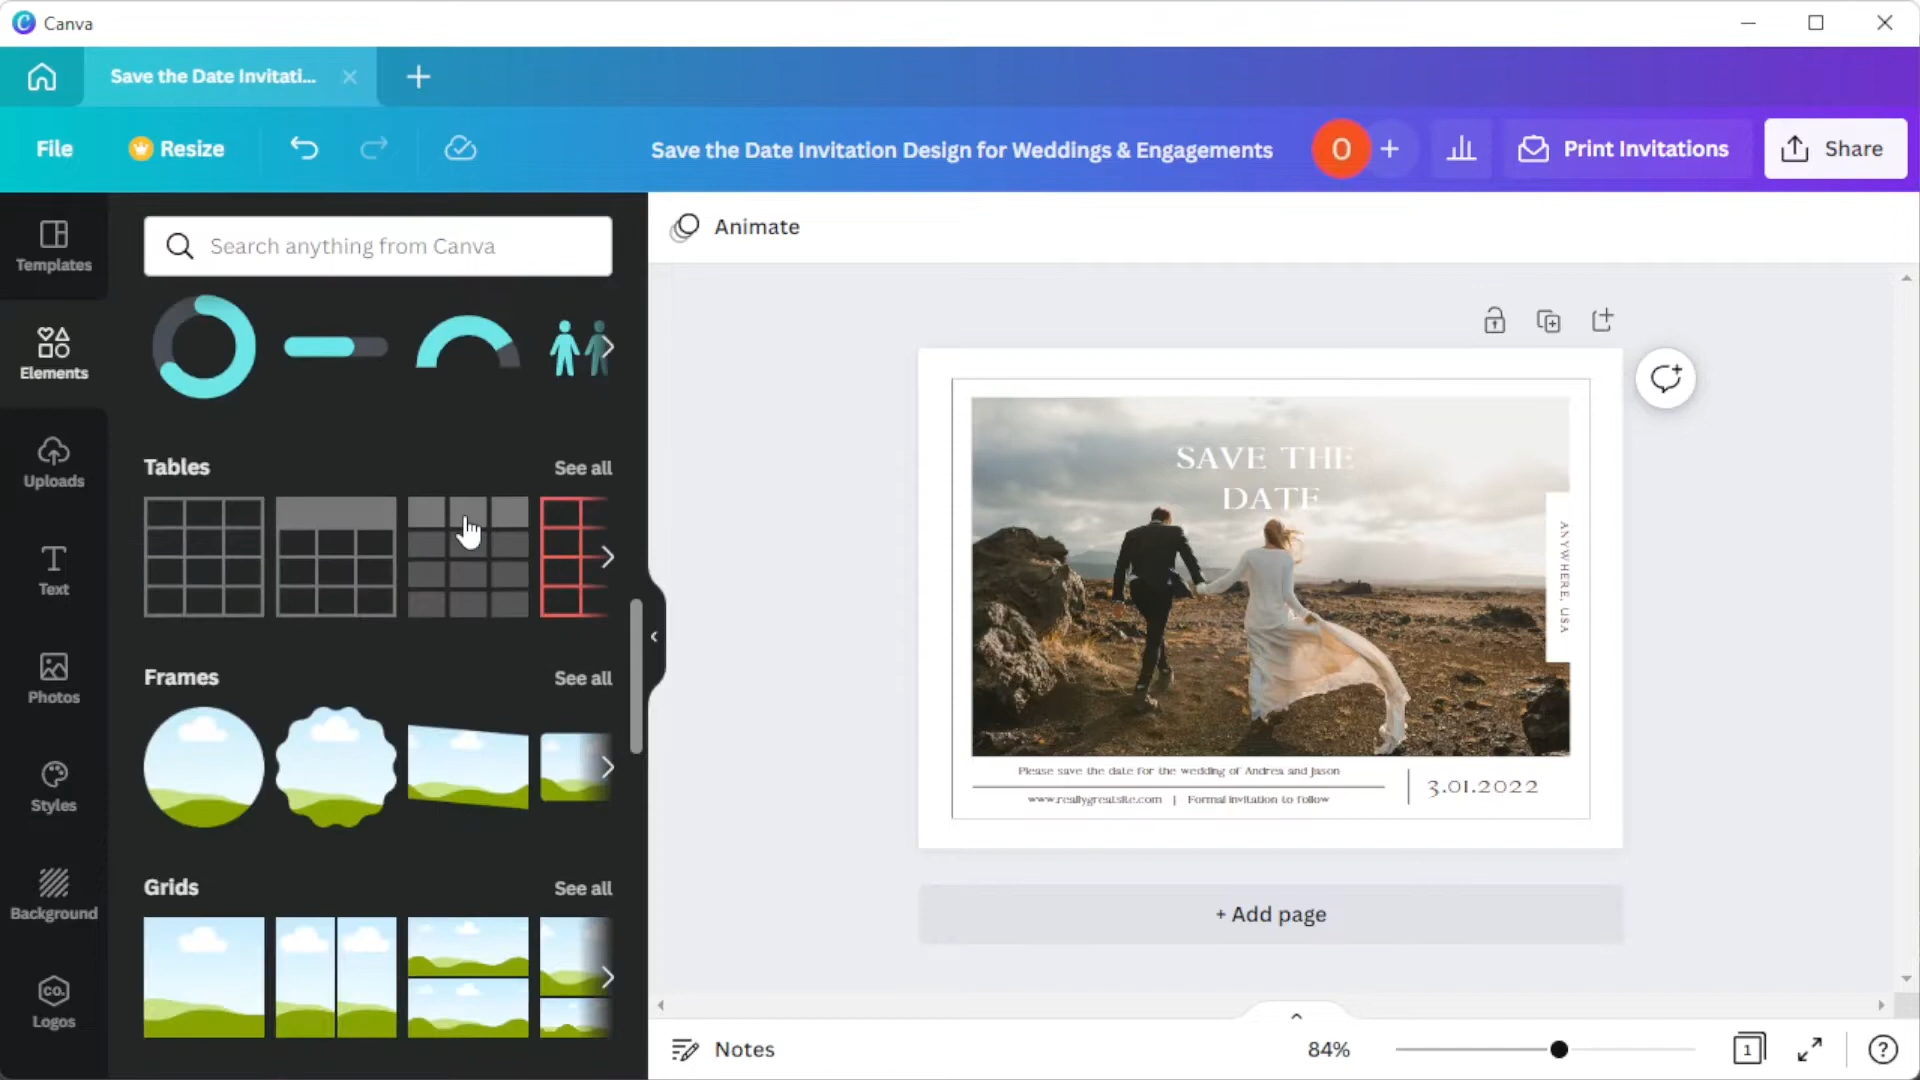 Canva
Save the Date Invitati...
File
Resize
Save the Date Invitation Design for Weddings & Engagements
O
Print Invitations
Share
Templates
Elements
Uploads
Text
Photos
Styles
Background
CO.
Logos
Search anything from Canva
Tables
See all
Frames
See all
Grids
See all
Animate
SAVE THE
DATE
ANYWHERE, USA
Please save the date for the wedding of Andrea and Jason
www.reallygreatsite.com | Formal invitation to follow
3.01.2022
+ Add page
Notes
84%
1
?